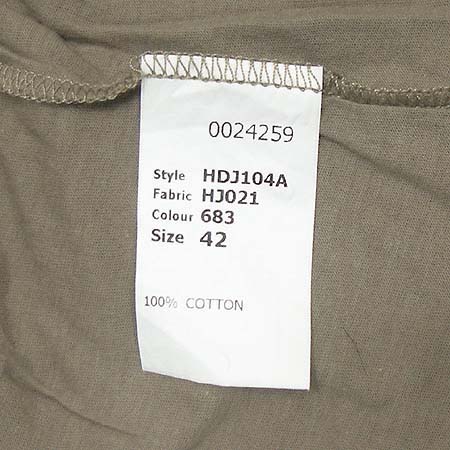 0024259
Style HDJ104A
Fabric HJ021
Colour 683
Size 42
100% COTTON